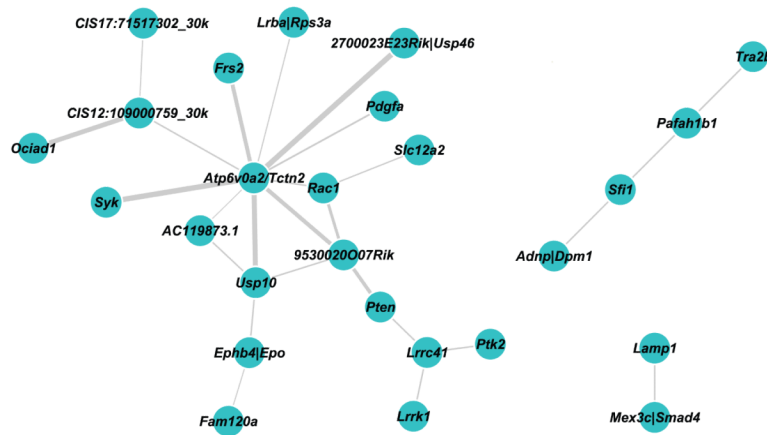 CIS17:71517302_30k
Lrba|Rps3a
2700023E23Rik|Usp46
Tra2
Frs2
CIS12:109000759_30k
Pdgfa
Pafah1b1
Ociad1
Slc12a2
Atp6v0a2/Tctn2
Rac1
Sfi1
Syk
AC119873.1
9530020O07Rik
Adnp|Dpm1
Usp10
Pten
Ephb4|Epo
Lrrc41
Ptk2
Lamp1
Lrrk1
Fam120a
Mex3c|Smad4